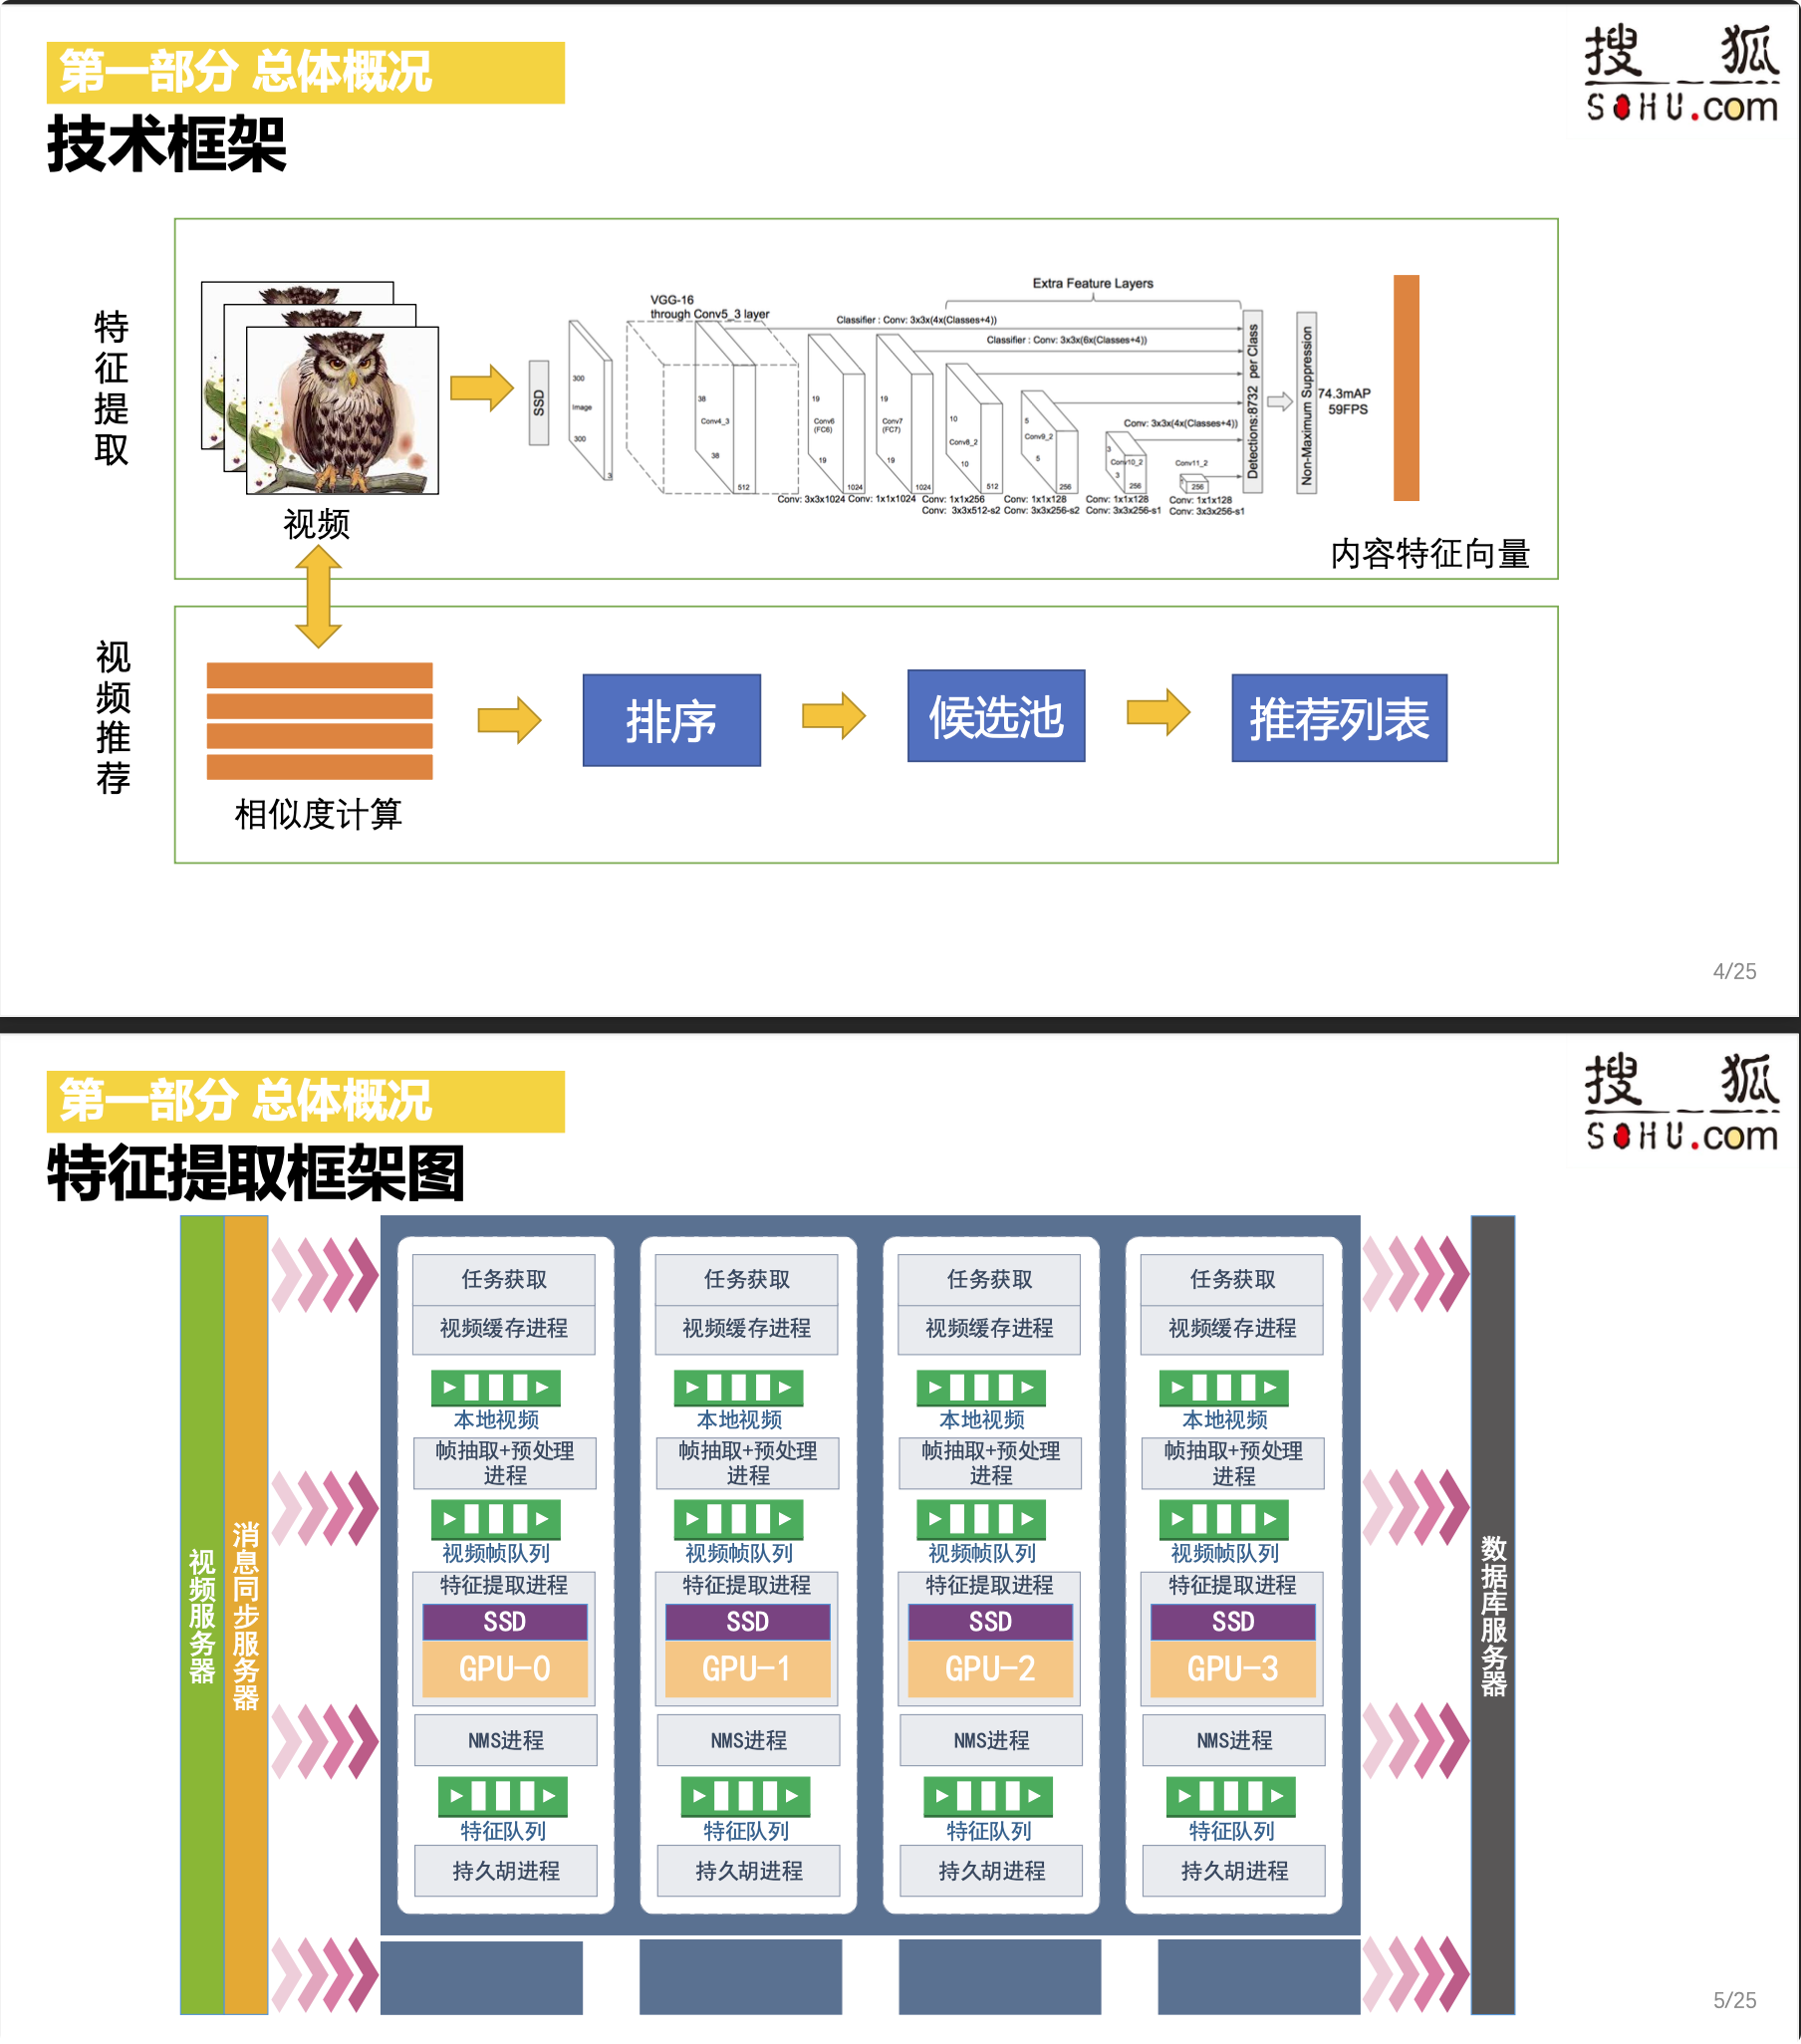 第一部分 总体概况
搜 狐
SOHU.com
技术框架
特征提取
视频
SSD
300
Image
300
3
VGG-16
through Conv5_3 layer
38
Conv4_3
38
512
19
Conv6
(FC6)
19
1024
19
Conv7
(FC7)
19
1024
10
Conv8_2
10
512
5
Conv9_2
5
256
3
Conv10_2
3
256
Conv11_2
256
Extra Feature Layers
Classifier : Conv: 3x3x(4x(Classes+4))
Classifier : Conv: 3x3x(6x(Classes+4))
Conv: 3x3x(4x(Classes+4))
Conv: 3x3x1024
Conv: 1x1x1024
Conv: 1x1x256
Conv: 3x3x512-s2
Conv: 1x1x128
Conv: 3x3x256-s2
Conv: 1x1x128
Conv: 3x3x256-s1
Conv: 1x1x128
Conv: 3x3x256-s1
Detections:8732 per Class
Non-Maximum Suppression
74.3mAP
59FPS
内容特征向量
视频推荐
相似度计算
排序
候选池
推荐列表
4/25
第一部分 总体概况
搜 狐
SOHU.com
特征提取框架图
视频服务器
消息同步服务器
任务获取
视频缓存进程
本地视频
帧抽取+预处理
进程
视频帧队列
特征提取进程
SSD
GPU-0
NMS进程
特征队列
持久胡进程
任务获取
视频缓存进程
本地视频
帧抽取+预处理
进程
视频帧队列
特征提取进程
SSD
GPU-1
NMS进程
特征队列
持久胡进程
任务获取
视频缓存进程
本地视频
帧抽取+预处理
进程
视频帧队列
特征提取进程
SSD
GPU-2
NMS进程
特征队列
持久胡进程
任务获取
视频缓存进程
本地视频
帧抽取+预处理
进程
视频帧队列
特征提取进程
SSD
GPU-3
NMS进程
特征队列
持久胡进程
数据库服务器
5/25